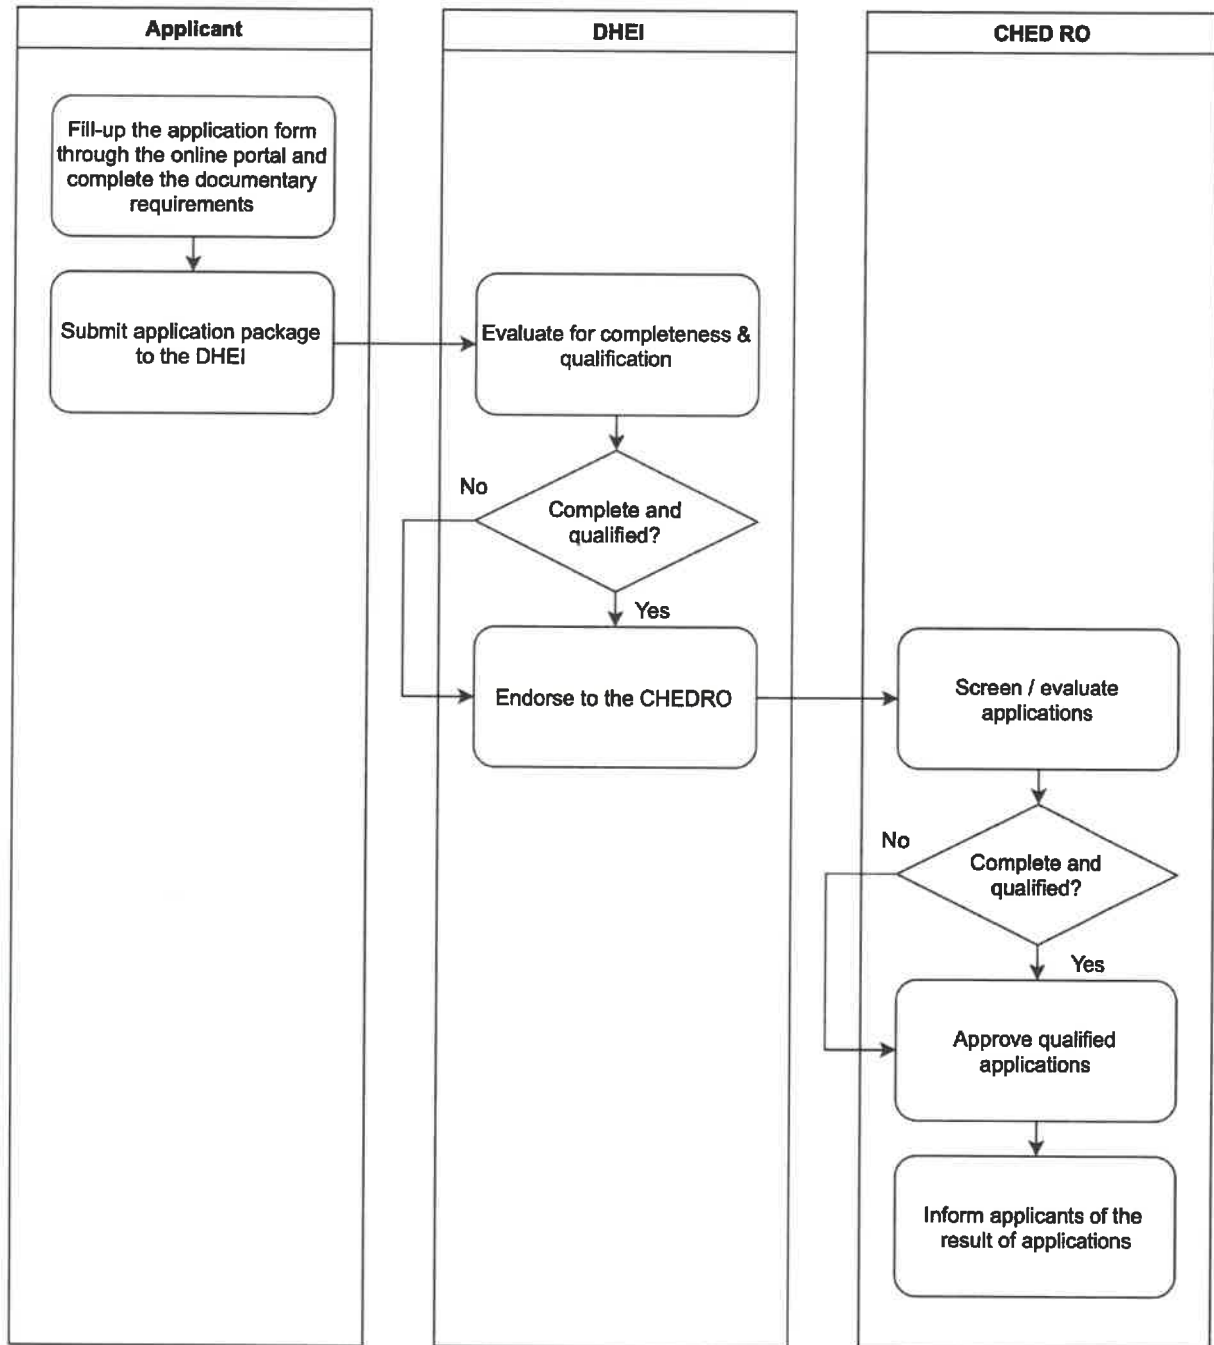 Applicant
DHEI
CHED RO
Fill-up the application form
through the online portal and
complete the documentary
requirements
Submit application package
to the DHEI
Evaluate for completeness &
qualification
No
Complete and
qualified?
Yes
Endorse to the CHEDRO
Screen / evaluate
applications
No
Complete and
qualified?
Yes
Approve qualified
applications
Inform applicants of the
result of applications